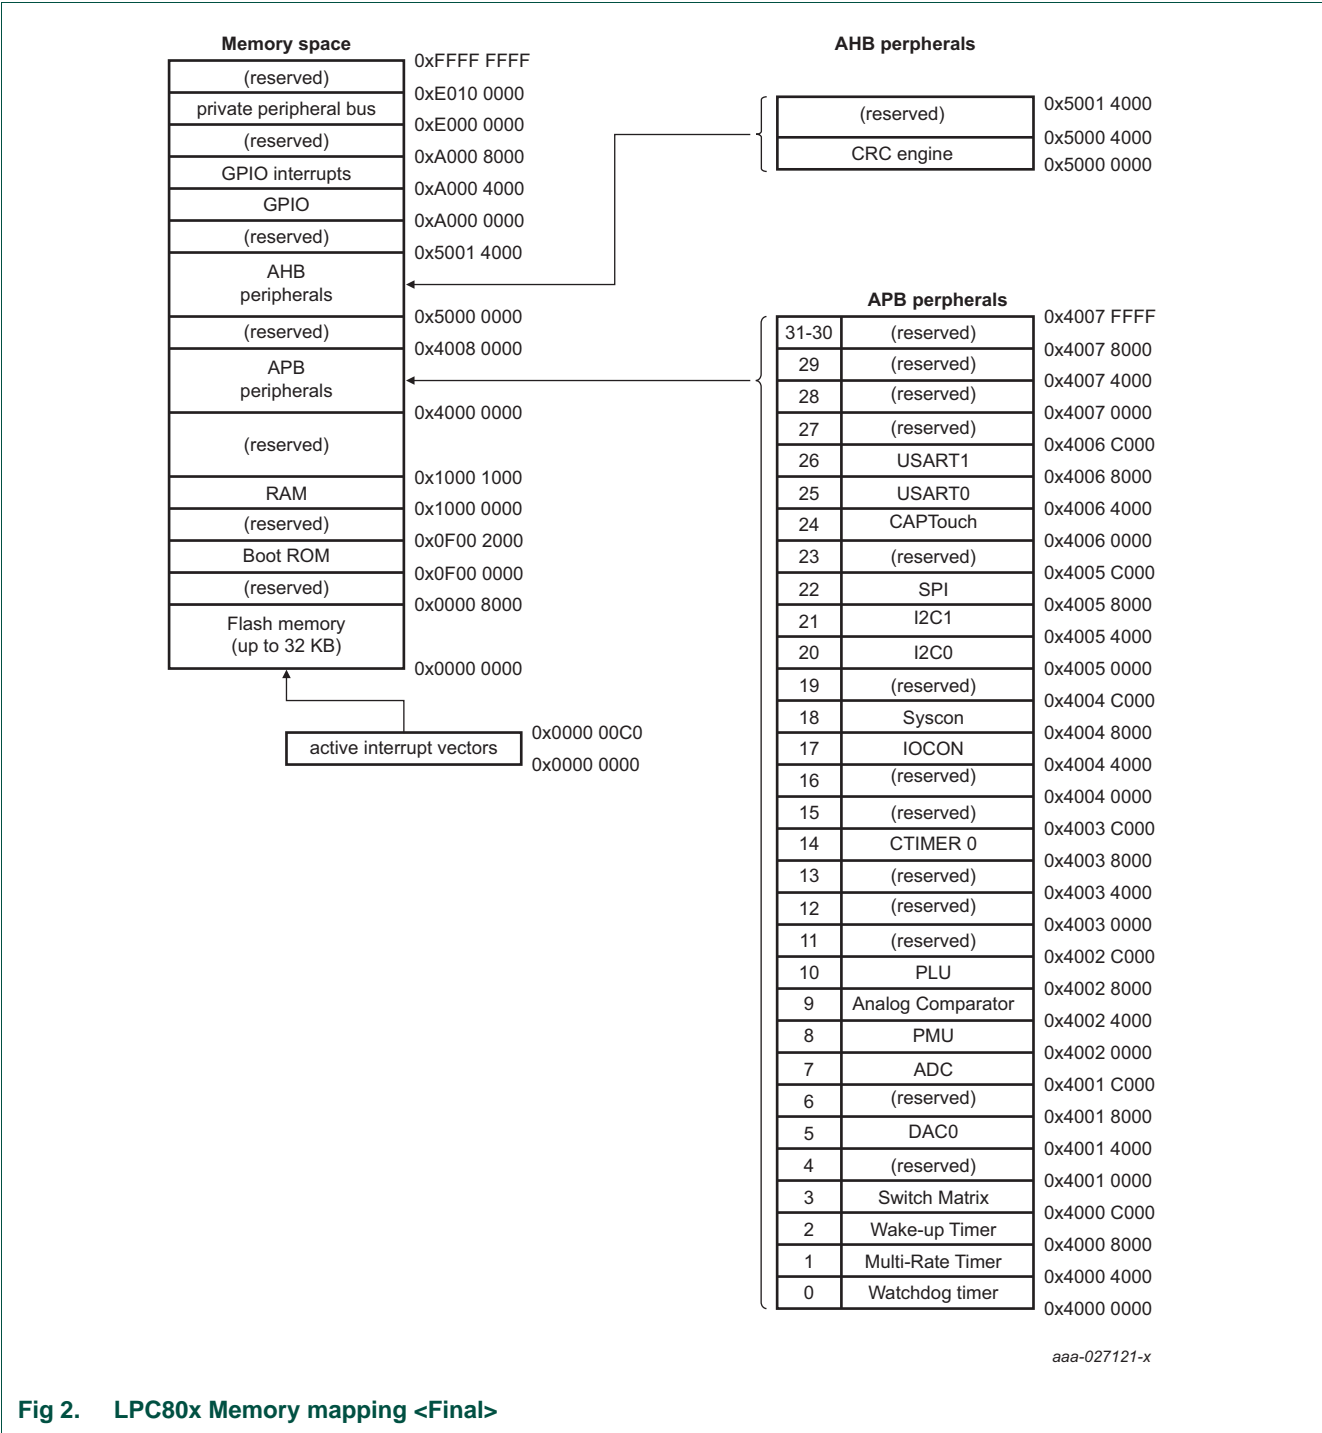 Memory space
0xFFFF FFFF
(reserved)
0xE010 0000
private peripheral bus
0xE000 0000
(reserved)
0xA000 8000
GPIO interrupts
0xA000 4000
GPIO
0xA000 0000
(reserved)
0x5001 4000
AHB
peripherals
0x5000 0000
(reserved)
0x4008 0000
APB
peripherals
0x4000 0000
(reserved)
0x1000 1000
RAM
0x1000 0000
(reserved)
0x0F00 2000
Boot ROM
0x0F00 0000
(reserved)
0x0000 8000
Flash memory
(up to 32 KB)
0x0000 0000
0x0000 00C0
active interrupt vectors
0x0000 0000
AHB perpherals
0x5001 4000
(reserved)
0x5000 4000
CRC engine
0x5000 0000
APB perpherals
0x4007 FFFF
31-30 (reserved)
0x4007 8000
29 (reserved)
0x4007 4000
28 (reserved)
0x4007 0000
27 (reserved)
0x4006 C000
26 USART1
0x4006 8000
25 USART0
0x4006 4000
24 CAPTouch
0x4006 0000
23 (reserved)
0x4005 C000
22 SPI
0x4005 8000
21 I2C1
0x4005 4000
20 I2C0
0x4005 0000
19 (reserved)
0x4004 C000
18 Syscon
0x4004 8000
17 IOCON
0x4004 4000
16 (reserved)
0x4004 0000
15 (reserved)
0x4003 C000
14 CTIMER 0
0x4003 8000
13 (reserved)
0x4003 4000
12 (reserved)
0x4003 0000
11 (reserved)
0x4002 C000
10 PLU
0x4002 8000
9 Analog Comparator
0x4002 4000
8 PMU
0x4002 0000
7 ADC
0x4001 C000
6 (reserved)
0x4001 8000
5 DAC0
0x4001 4000
4 (reserved)
0x4001 0000
3 Switch Matrix
0x4000 C000
2 Wake-up Timer
0x4000 8000
1 Multi-Rate Timer
0x4000 4000
0 Watchdog timer
0x4000 0000
aaa-027121-x
Fig 2. LPC80x Memory mapping <Final>